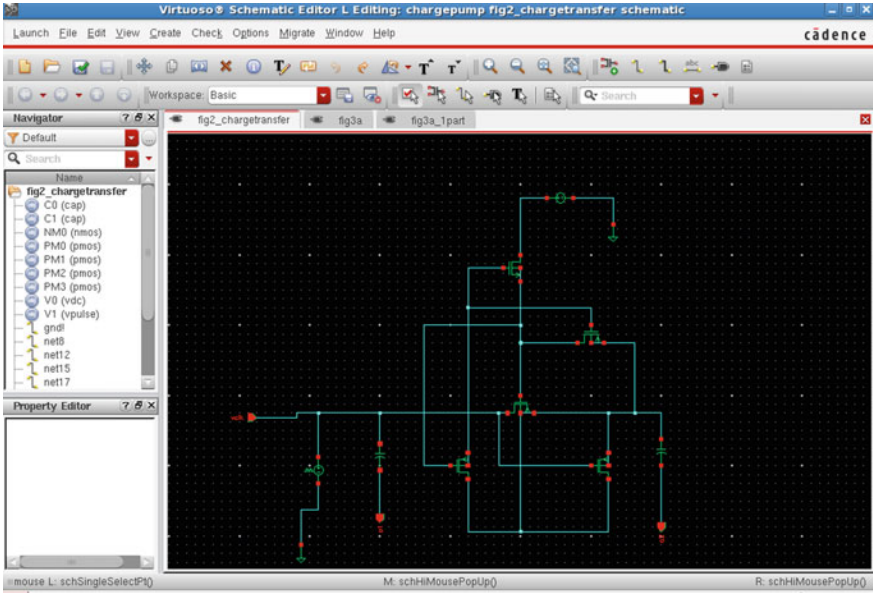 Virtuoso® Schematic Editor L Editing: chargepump fig2_chargetransfer schematic
Launch File Edit View Create Check Options Migrate Window Help
cādence
Workspace: Basic
Search
Navigator
fig2_chargetransfer fig3a fig3a_1part
Default
Search
Name
fig2_chargetransfer
C0 (cap)
C1 (cap)
NM0 (nmos)
PM0 (pmos)
PM1 (pmos)
PM2 (pmos)
PM3 (pmos)
V0 (vdc)
V1 (vpulse)
gnd!
net8
net12
net15
net17
Property Editor
vck
mouse L: schSingleSelectPt() M: schHiMousePopUp() R: schHiMousePopUp()